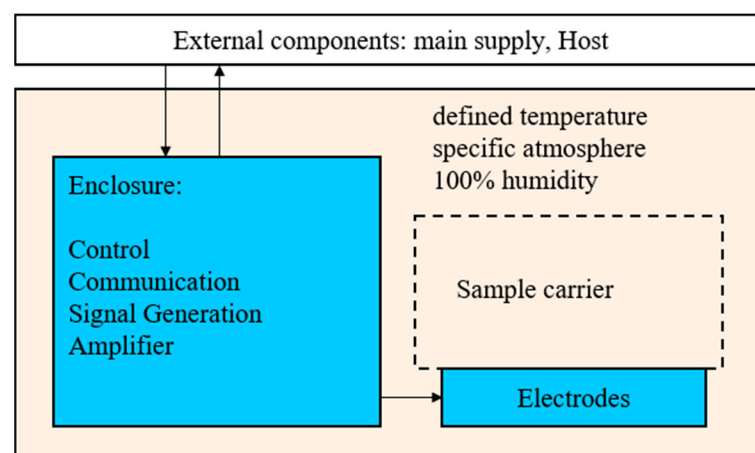 External components: main supply, Host
defined temperature
specific atmosphere
100% humidity
Enclosure:
Control
Communication
Signal Generation
Amplifier
Sample carrier
Electrodes